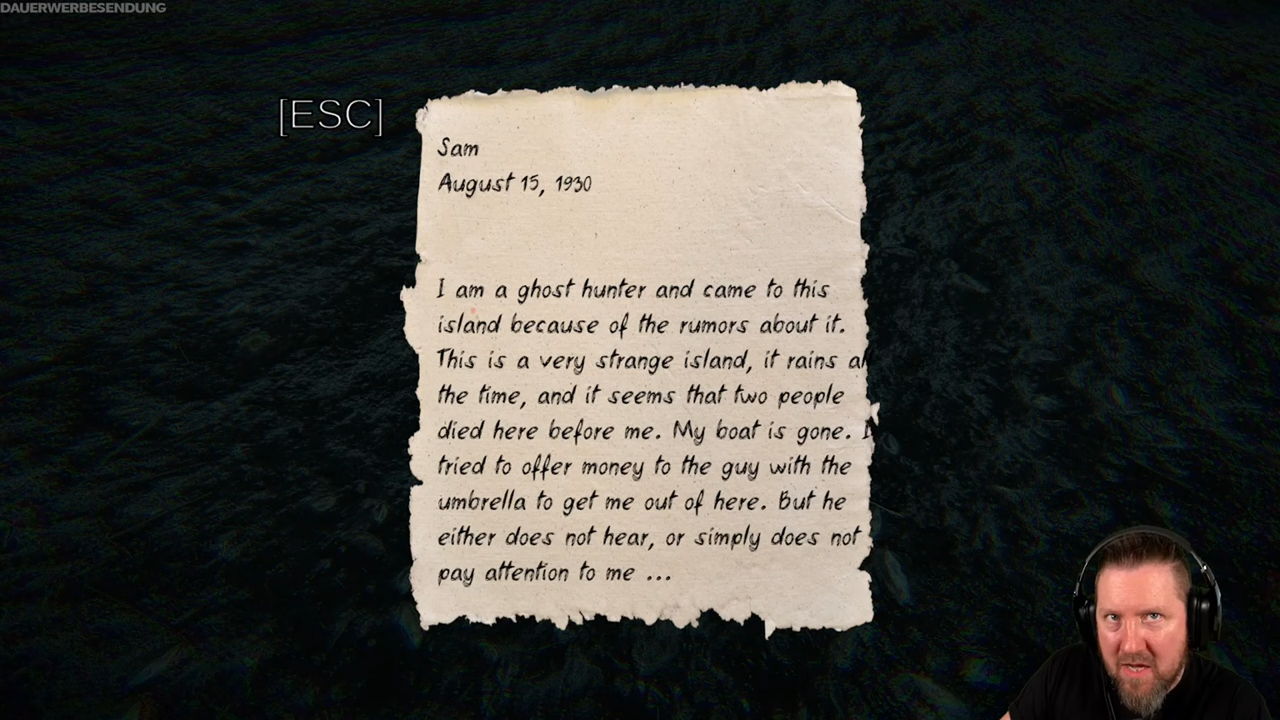 DAUERWERBESENDUNG
[ESC]
Sam
August 15, 1930
I am a ghost hunter and came to this
island because of the rumors about it.
This is a very strange island, it rains all
the time, and it seems that two people
died here before me. My boat is gone. I
tried to offer money to the guy with the
umbrella to get me out of here. But he
either does not hear, or simply does not
pay attention to me ...